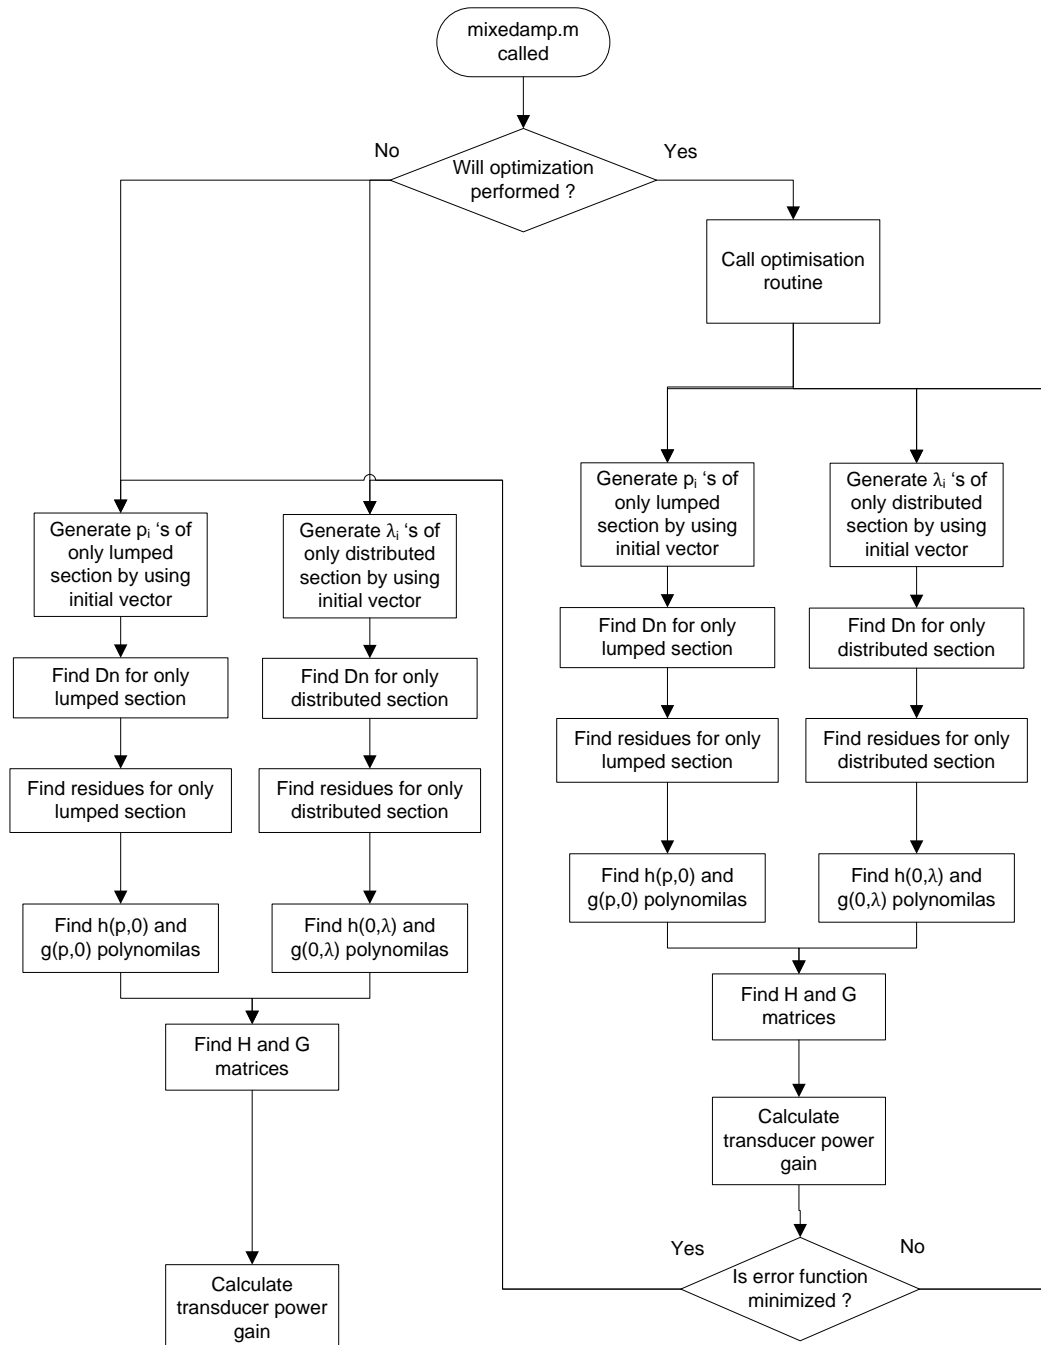 mixedamp.m
called
No
Yes
Will optimization
performed ?
Call optimisation
routine
Generate pᵢ ‘s of
only lumped
section by using
initial vector
Generate λᵢ ‘s of
only distributed
section by using
initial vector
Find Dn for only
lumped section
Find Dn for only
distributed section
Find residues for only
lumped section
Find residues for only
distributed section
Find h(p,0) and
g(p,0) polynomilas
Find h(0,λ) and
g(0,λ) polynomilas
Find H and G
matrices
Calculate
transducer power
gain
Generate pᵢ ‘s of
only lumped
section by using
initial vector
Generate λᵢ ‘s of
only distributed
section by using
initial vector
Find Dn for only
lumped section
Find Dn for only
distributed section
Find residues for only
lumped section
Find residues for only
distributed section
Find h(p,0) and
g(p,0) polynomilas
Find h(0,λ) and
g(0,λ) polynomilas
Find H and G
matrices
Calculate
transducer power
gain
Yes
No
Is error function
minimized ?